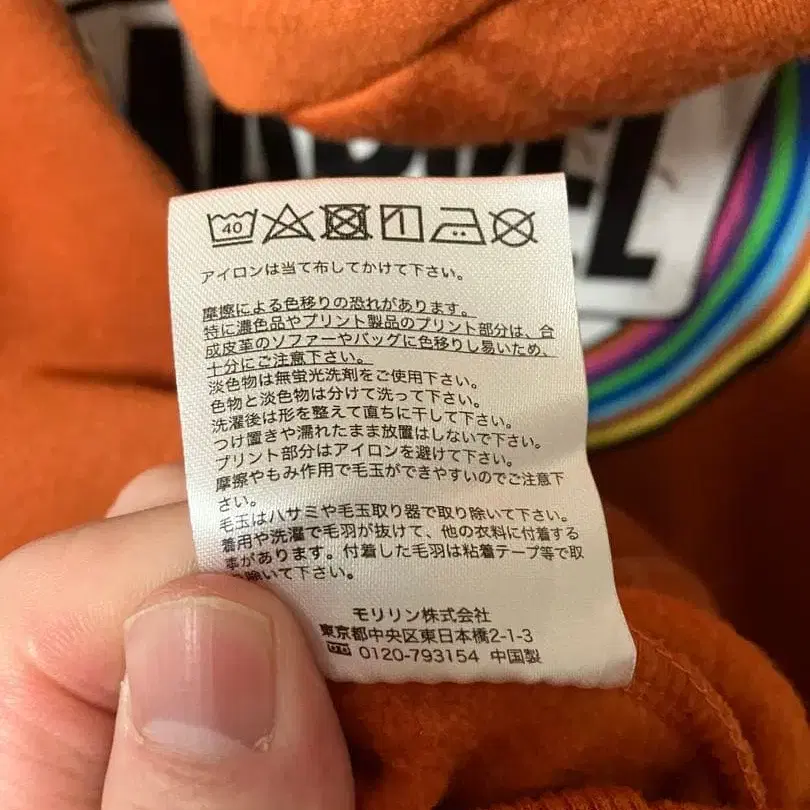 MARVEL
40
アイロンは当て布してかけて下さい。
摩擦による色移りの恐れがあります。
特に濃色品やプリント製品のプリント部分は、合
成皮革のソファーやバッグに色移りし易いため、
十分にご注意下さい。
淡色物は無蛍光洗剤をご使用下さい。
色物と淡色物は分けて洗って下さい。
洗濯後は形を整えて直ちに干して下さい。
つけ置きや濡れたまま放置はしないで下さい。
プリント部分はアイロンを避けて下さい。
摩擦やもみ作用で毛玉ができやすいのでご注意下
さい。
毛玉はハサミや毛玉取り器で取り除いて下さい。
着用や洗濯で毛羽が抜けて、他の衣料に付着する
事があります。付着した毛羽は粘着テープ等で取
り除いて下さい。
モリリン株式会社
東京都中央区東日本橋2-1-3
0120-793154 中国製